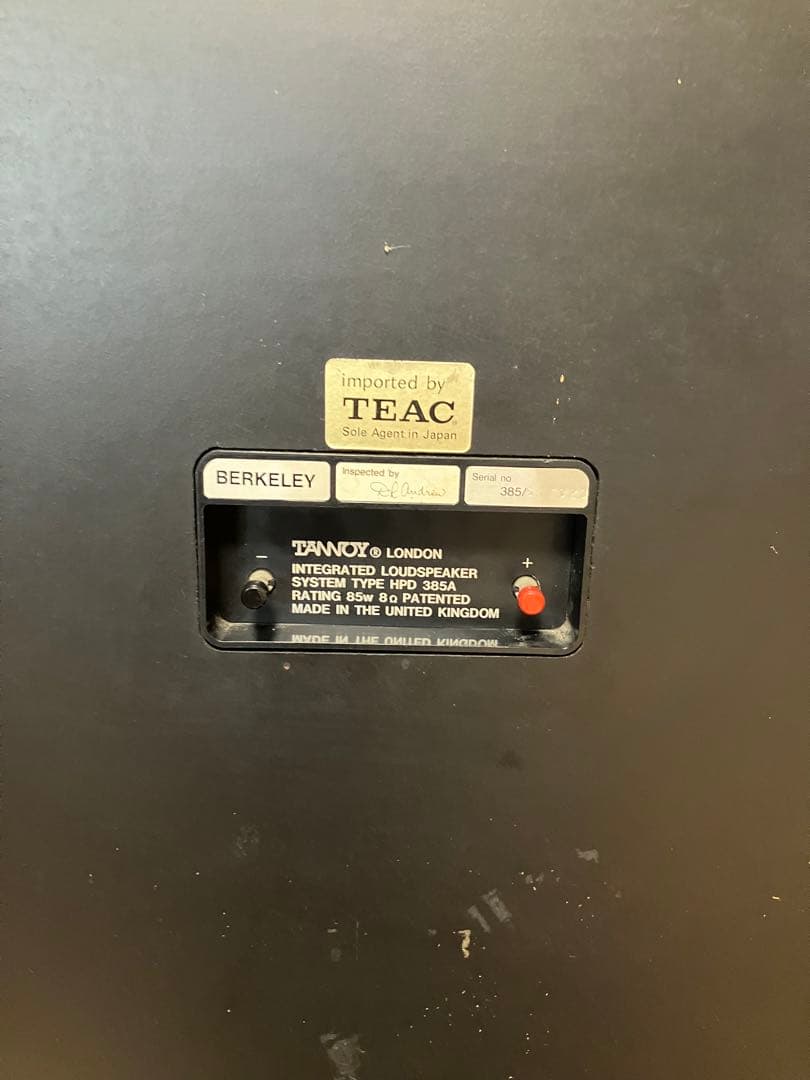 imported by
TEAC
Sole Agent in Japan
BERKELEY
Inspected by
Serial no
385/
−
+
TANNOY® LONDON
INTEGRATED LOUDSPEAKER
SYSTEM TYPE HPD 385A
RATING 85w 8Ω PATENTED
MADE IN THE UNITED KINGDOM